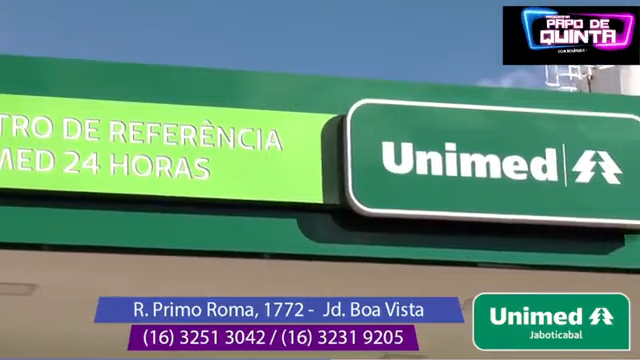 PAPO DE
QUINTA
TRO DE REFERÊNCIA
MED 24 HORAS
Unimed
R. Primo Roma, 1772 - Jd. Boa Vista
(16) 3251 3042 / (16) 3231 9205
Unimed
Jaboticabal